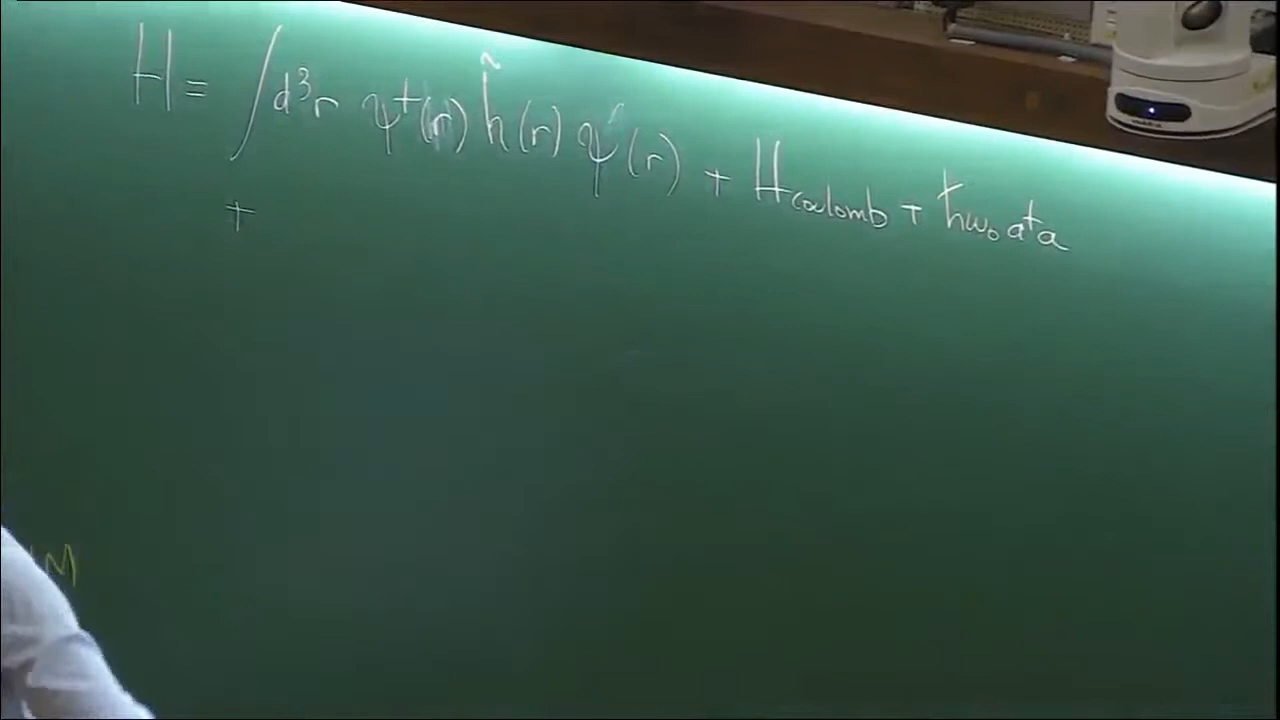 H = ∫ d³r ψ†(r) h̃(r) ψ(r) + H_coulomb + ħω₀ a†a
+
M